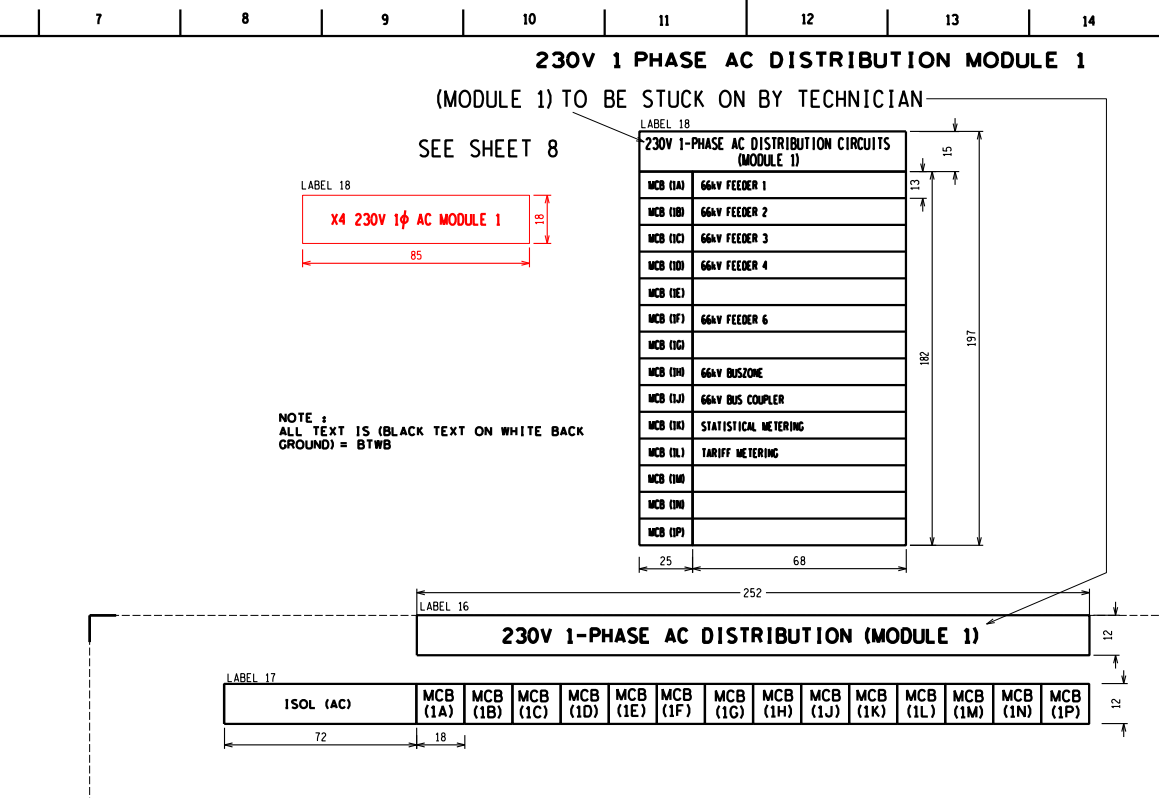 7 8 9 10 11 12 13 14
230V 1 PHASE AC DISTRIBUTION MODULE 1
(MODULE 1) TO BE STUCK ON BY TECHNICIAN
SEE SHEET 8
LABEL 18
X4 230V 1ϕ AC MODULE 1
18
85
LABEL 18
230V 1-PHASE AC DISTRIBUTION CIRCUITS
(MODULE 1)
15
13
MCB (1A) 66kV FEEDER 1
MCB (1B) 66kV FEEDER 2
MCB (1C) 66kV FEEDER 3
MCB (1D) 66kV FEEDER 4
MCB (1E)
MCB (1F) 66kV FEEDER 6
MCB (1G)
MCB (1H) 66kV BUSZONE
MCB (1J) 66kV BUS COUPLER
MCB (1K) STATISTICAL METERING
MCB (1L) TARIFF METERING
MCB (1M)
MCB (1N)
MCB (1P)
182
197
25 68
NOTE :
ALL TEXT IS (BLACK TEXT ON WHITE BACK
GROUND) = BTWB
252
LABEL 16
230V 1-PHASE AC DISTRIBUTION (MODULE 1)
12
LABEL 17
ISOL (AC)
MCB MCB MCB MCB MCB MCB MCB MCB MCB MCB MCB MCB MCB MCB
(1A) (1B) (1C) (1D) (1E) (1F) (1G) (1H) (1J) (1K) (1L) (1M) (1N) (1P)
12
72 18